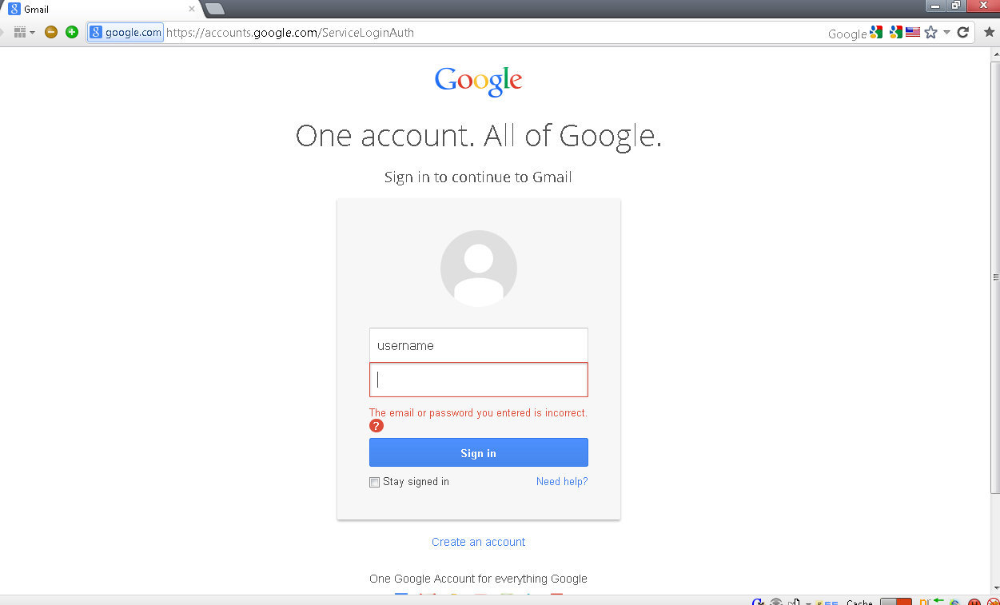 Gmail
google.com https://accounts.google.com/ServiceLoginAuth Google
Google
One account. All of Google.
Sign in to continue to Gmail
username
The email or password you entered is incorrect.
?
Sign in
Stay signed in Need help?
Create an account
One Google Account for everything Google
Cache